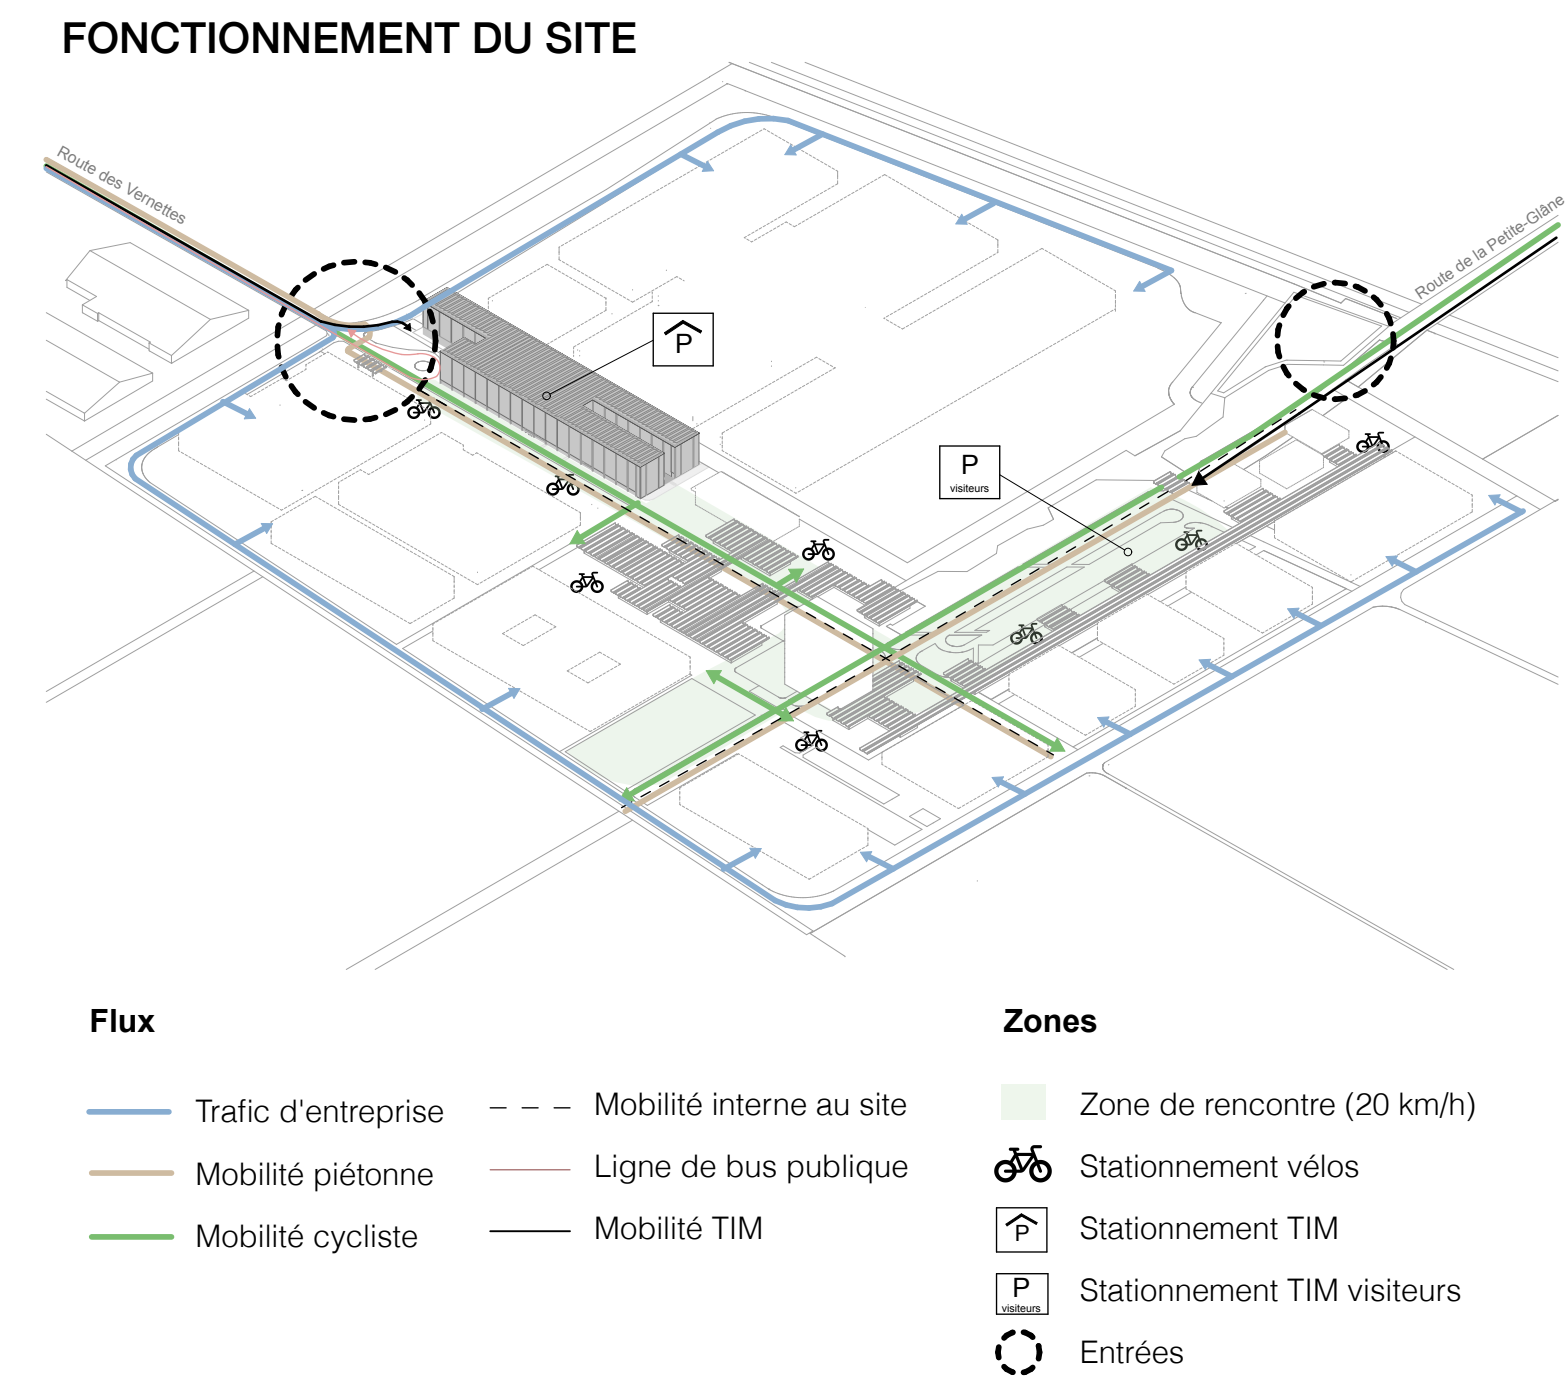 FONCTIONNEMENT DU SITE
Route des Vernettes
Route de la Petite-Glâne
P
P
visiteurs
Flux
Trafic d'entreprise
Mobilité piétonne
Mobilité cycliste
Mobilité interne au site
Ligne de bus publique
Mobilité TIM
Zones
Zone de rencontre (20 km/h)
Stationnement vélos
P
Stationnement TIM
P
visiteurs
Stationnement TIM visiteurs
Entrées